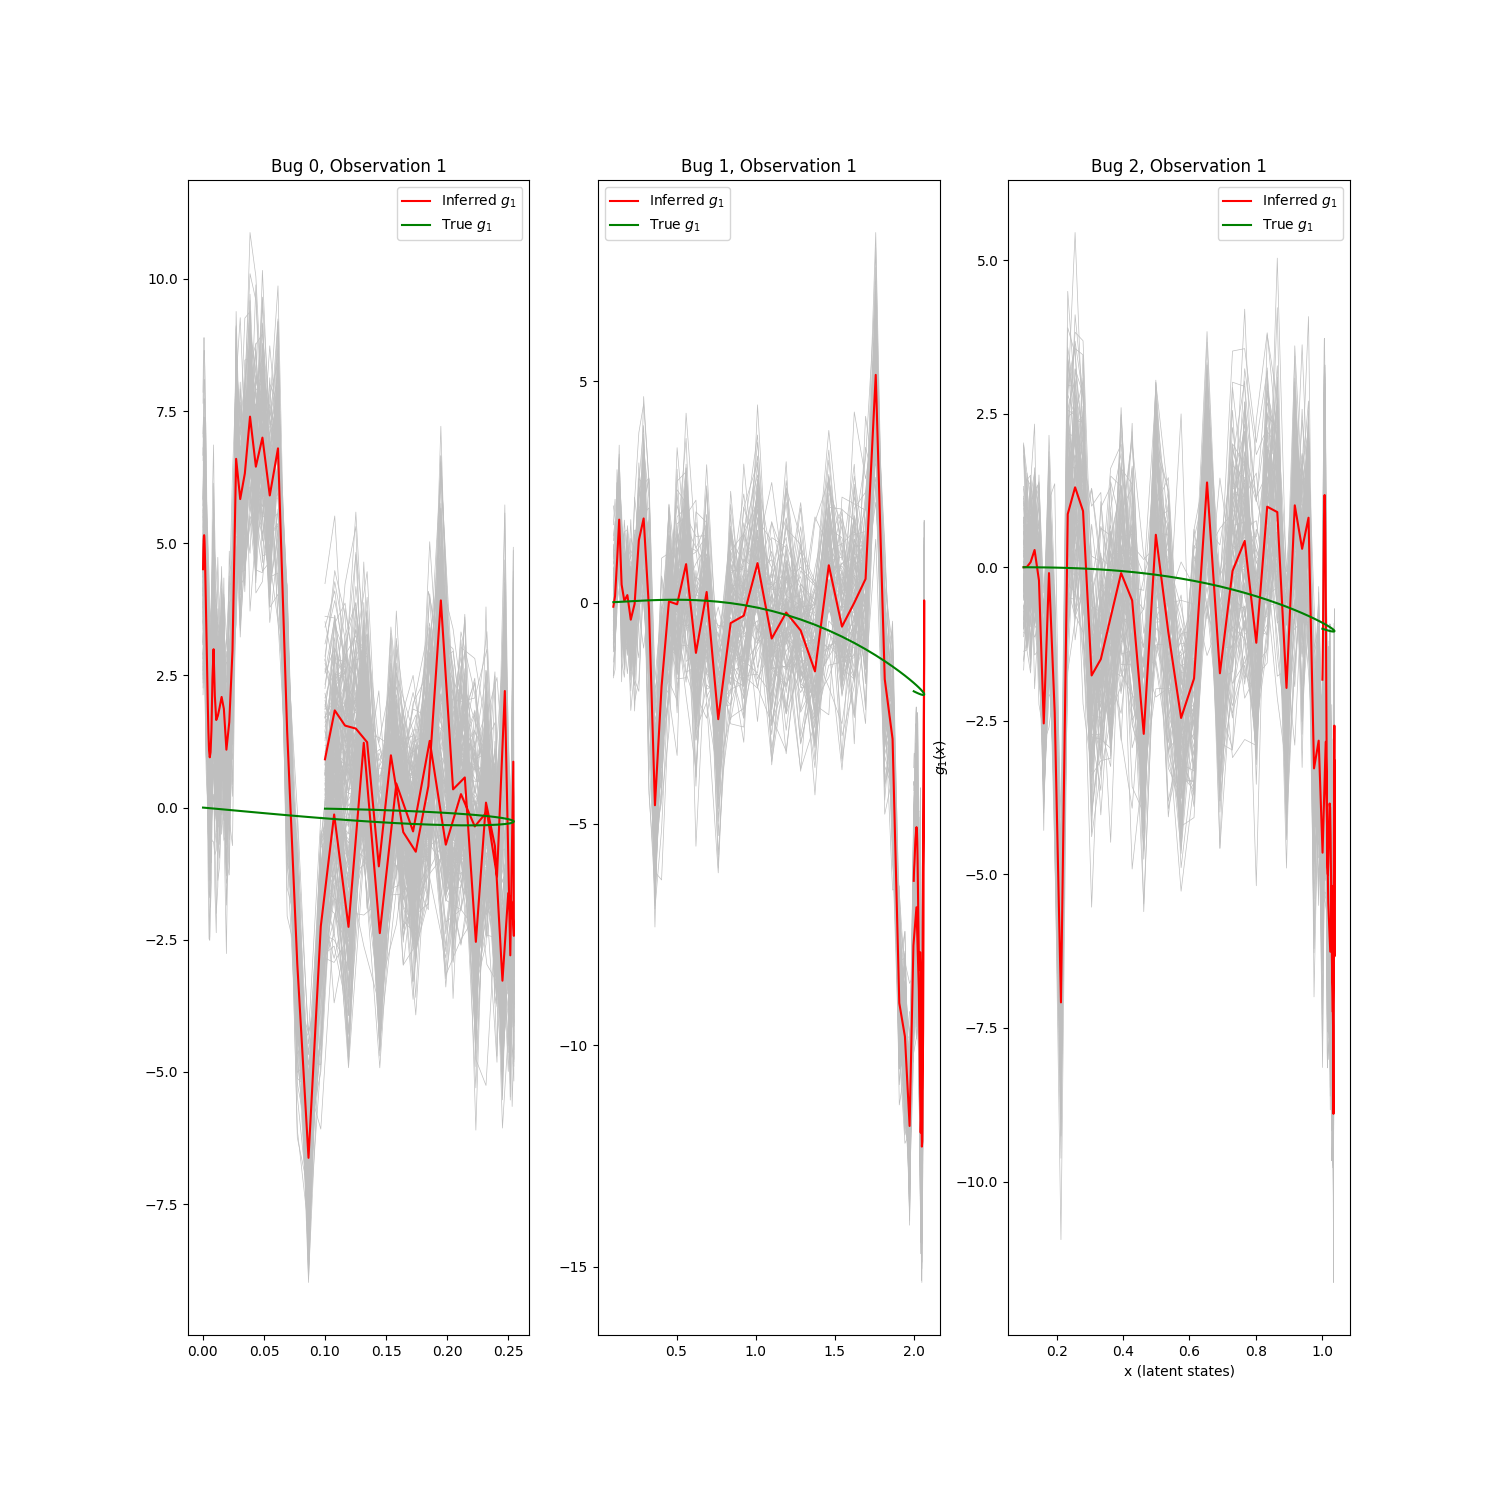 Bug 0, Observation 1
Inferred g₁
True g₁
10.0
7.5
5.0
2.5
0.0
−2.5
−5.0
−7.5
0.00 0.05 0.10 0.15 0.20 0.25
Bug 1, Observation 1
Inferred g₁
True g₁
5
0
−5
−10
−15
0.5 1.0 1.5 2.0
Bug 2, Observation 1
Inferred g₁
True g₁
g₁(x)
5.0
2.5
0.0
−2.5
−5.0
−7.5
−10.0
0.2 0.4 0.6 0.8 1.0
x (latent states)